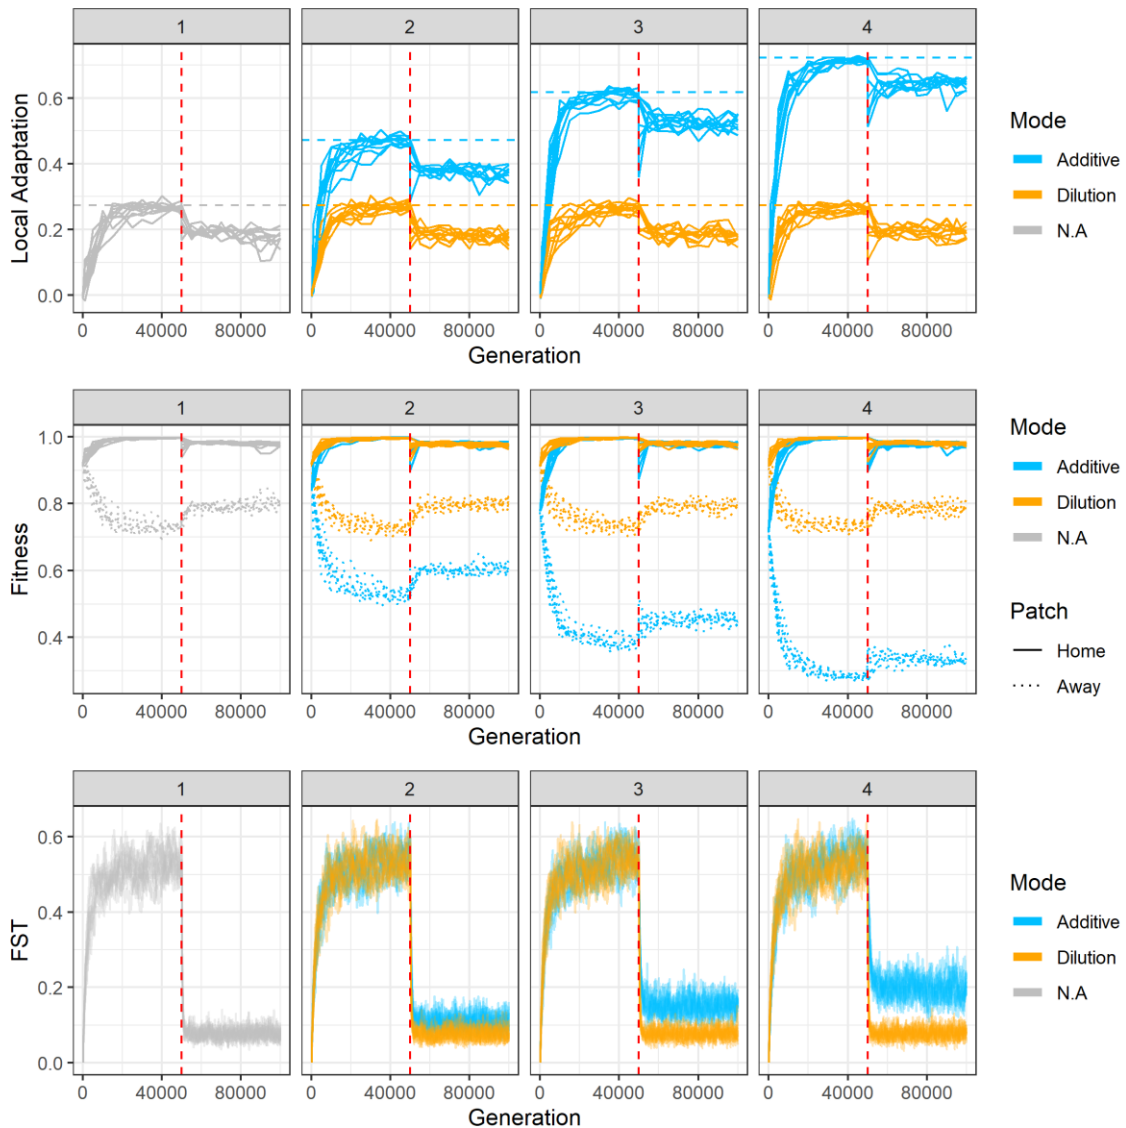 1 2 3 4
Local Adaptation
0.6
0.4
0.2
0.0
0 40000 80000 0 40000 80000 0 40000 80000 0 40000 80000
Generation
Mode
Additive
Dilution
N.A
1 2 3 4
Fitness
1.0
0.8
0.6
0.4
0 40000 80000 0 40000 80000 0 40000 80000 0 40000 80000
Generation
Mode
Additive
Dilution
N.A
Patch
Home
Away
1 2 3 4
FST
0.6
0.4
0.2
0.0
0 40000 80000 0 40000 80000 0 40000 80000 0 40000 80000
Generation
Mode
Additive
Dilution
N.A